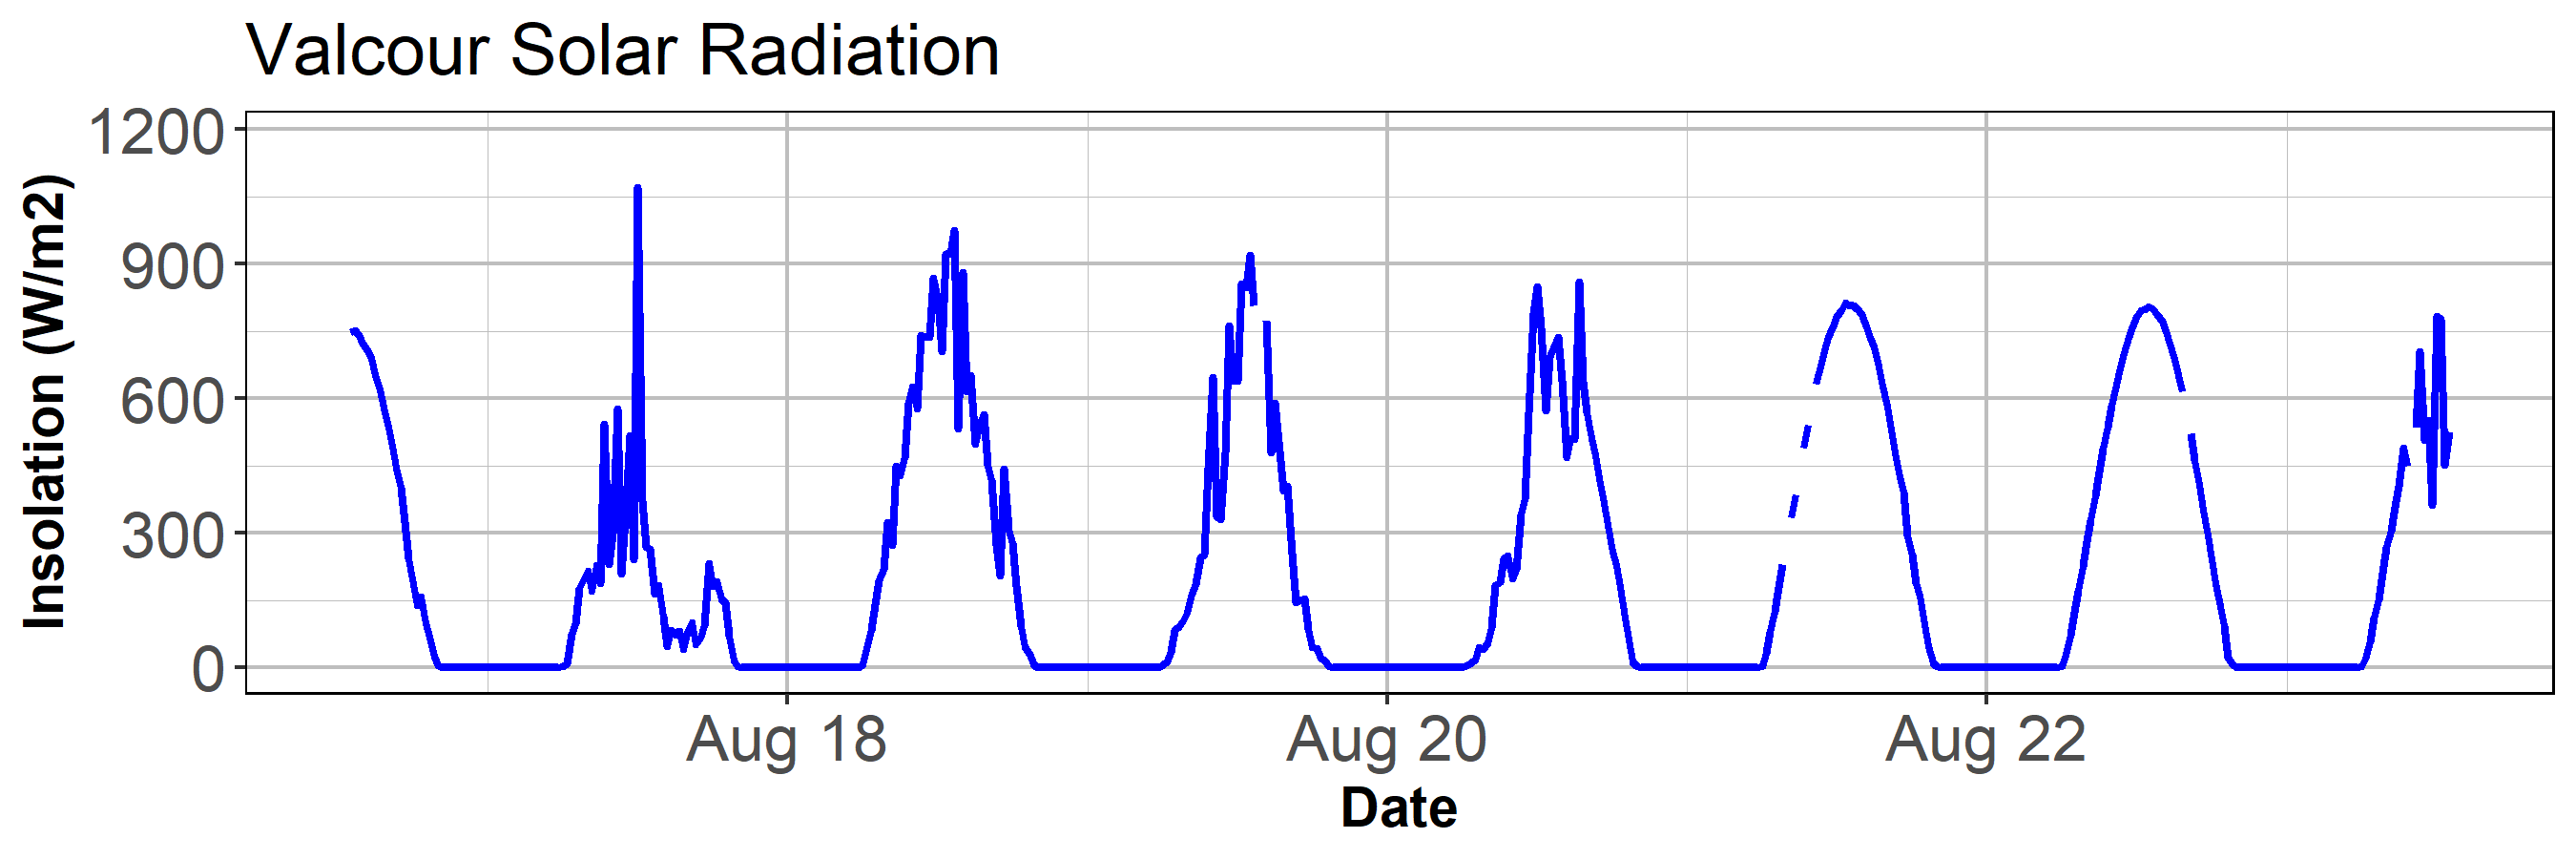 Valcour Solar Radiation
Insolation (W/m2)
1200
900
600
300
0
Aug 18 Aug 20 Aug 22
Date